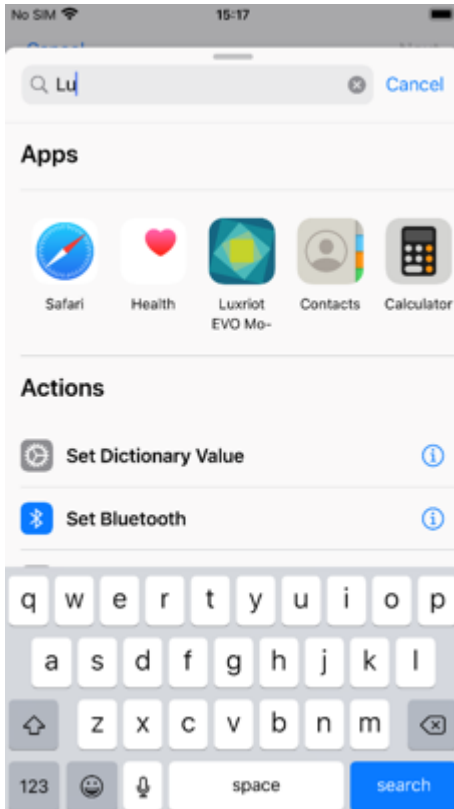 No SIM 15:17
Cancel
Lu Cancel
Apps
Safari Health Luxriot Contacts Calculator
EVO Mo-
Actions
Set Dictionary Value
Set Bluetooth
q w e r t y u i o p
a s d f g h j k l
z x c v b n m
123 space search